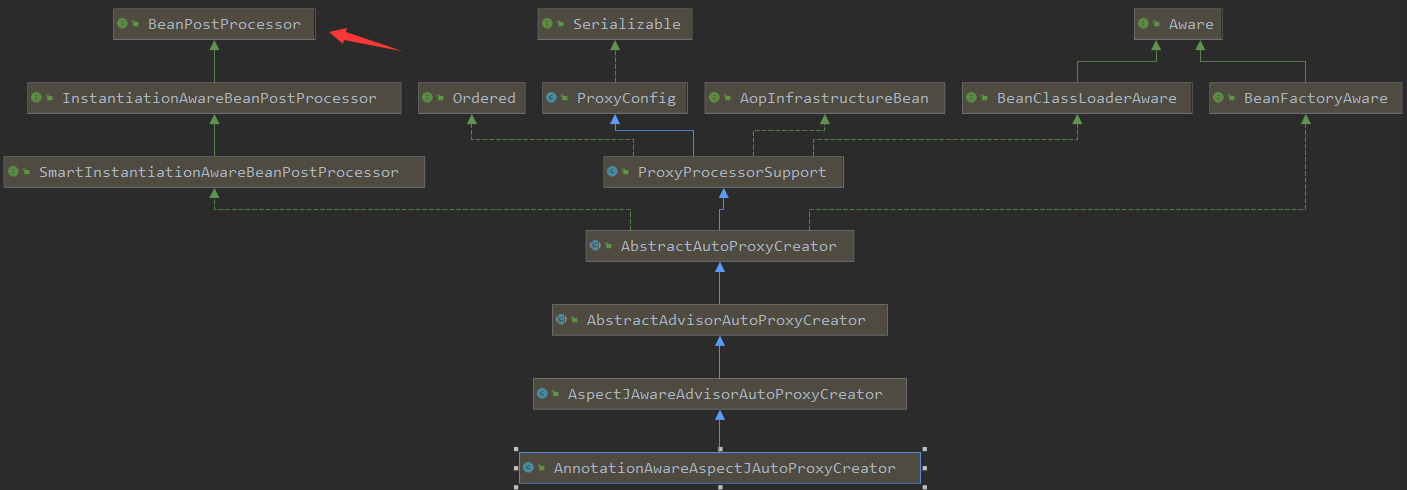 BeanPostProcessor
Serializable
Aware
InstantiationAwareBeanPostProcessor
Ordered
ProxyConfig
AopInfrastructureBean
BeanClassLoaderAware
BeanFactoryAware
SmartInstantiationAwareBeanPostProcessor
ProxyProcessorSupport
AbstractAutoProxyCreator
AbstractAdvisorAutoProxyCreator
AspectJAwareAdvisorAutoProxyCreator
AnnotationAwareAspectJAutoProxyCreator